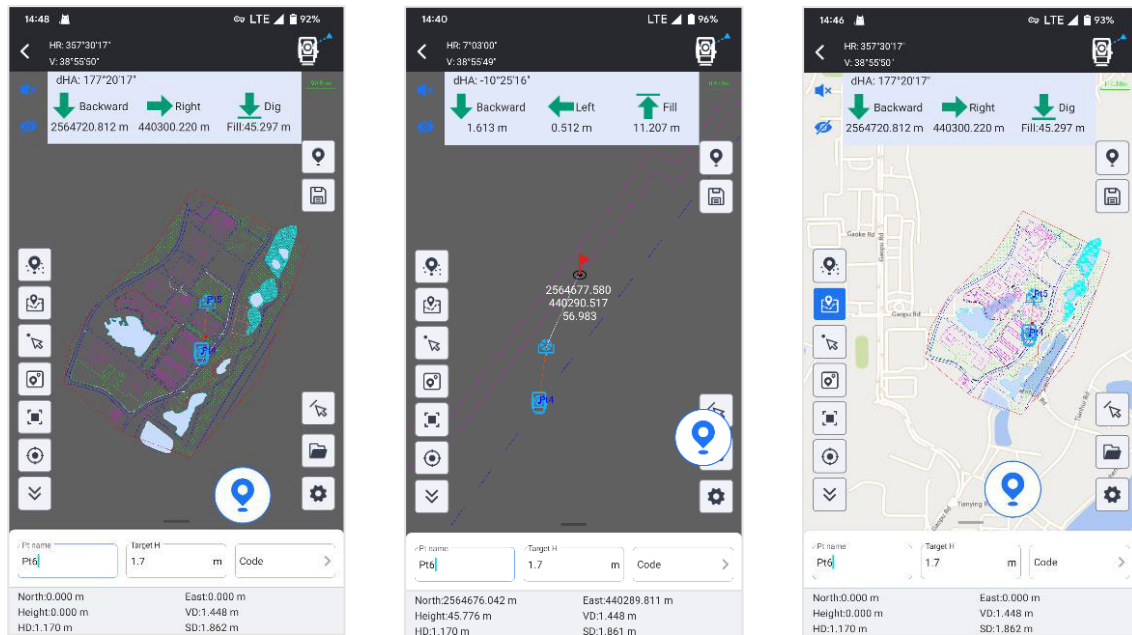 14:48
LTE
92%
HR: 357°30'17"
V: 38°55'50"
dHA: 177°20'17"
Backward
Right
Dig
2564720.812 m
440300.220 m
Fill:45.297 m
Pt5
Pt name
Pt6
Target H
1.7
m
Code
North:0.000 m
East:0.000 m
Height:0.000 m
VD:1.448 m
HD:1.170 m
SD:1.862 m
14:40
LTE
96%
HR: 7°03'00"
V: 38°55'49"
dHA: -10°25'16"
Backward
Left
Fill
1.613 m
0.512 m
11.207 m
2564677.580
440290.517
56.983
Pt4
Pt name
Pt6
Target H
1.7
m
Code
North:2564676.042 m
East:440289.811 m
Height:45.776 m
VD:1.448 m
HD:1.170 m
SD:1.861 m
14:46
LTE
93%
HR: 357°30'17"
V: 38°55'50"
dHA: 177°20'17"
Backward
Right
Dig
2564720.812 m
440300.220 m
Fill:45.297 m
Gaoke Rd
Gaopu Rd
Gaopu Rd
Pt5
Tianhui Rd
Tianying Rd
Gaopu Rd
Pt name
Pt6
Target H
1.7
m
Code
North:0.000 m
East:0.000 m
Height:0.000 m
VD:1.448 m
HD:1.170 m
SD:1.862 m